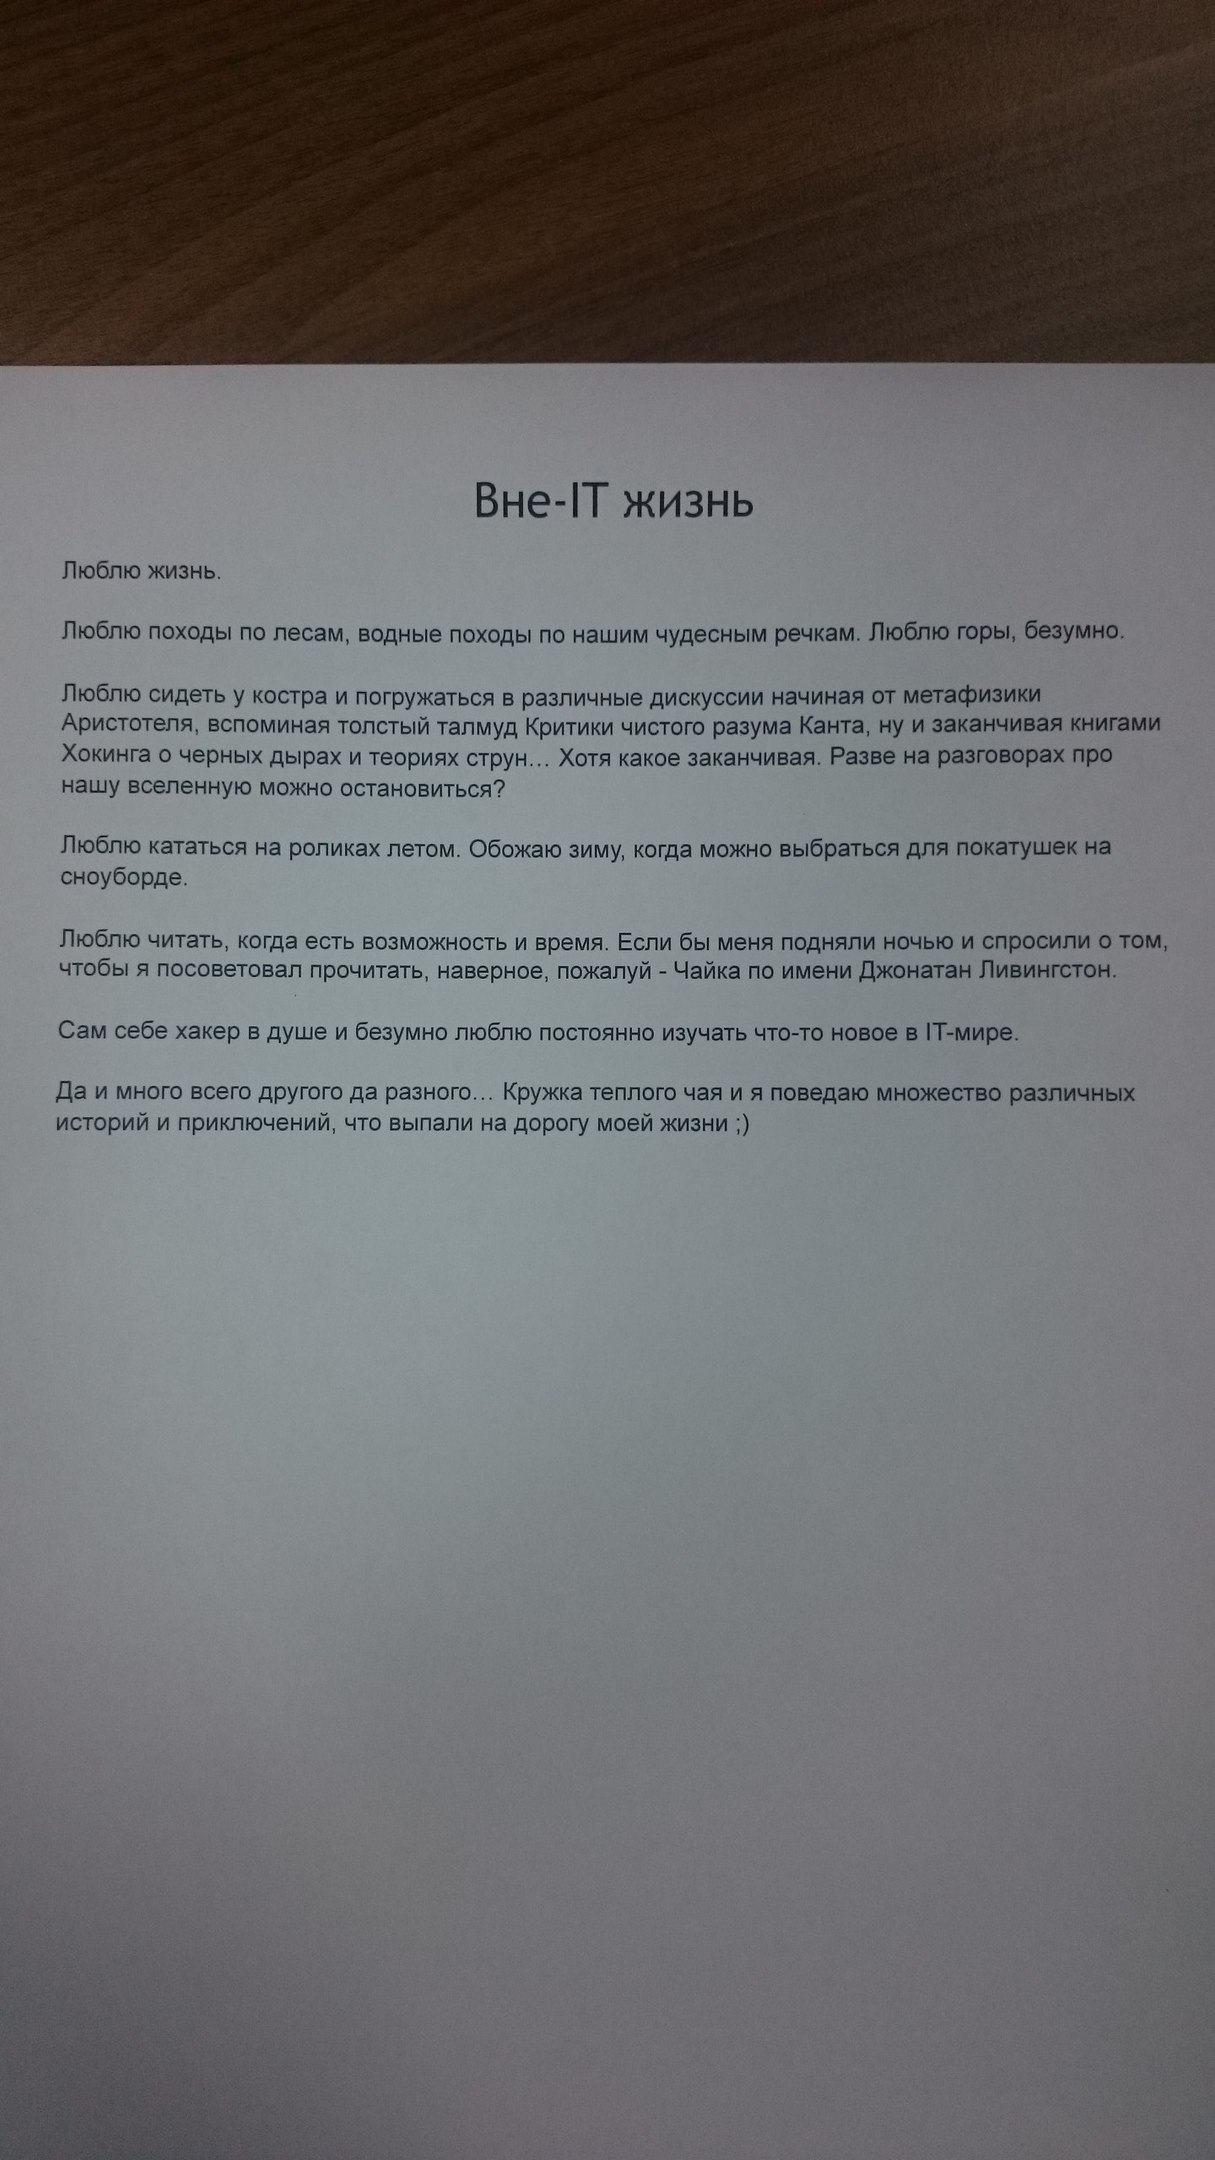 Вне-IT жизнь
Люблю жизнь.
Люблю походы по лесам, водные походы по нашим чудесным речкам. Люблю горы, безумно.
Люблю сидеть у костра и погружаться в различные дискуссии начиная от метафизики
Аристотеля, вспоминая толстый талмуд Критики чистого разума Канта, ну и заканчивая книгами
Хокинга о черных дырах и теориях струн... Хотя какое заканчивая. Разве на разговорах про
нашу вселенную можно остановиться?
Люблю кататься на роликах летом. Обожаю зиму, когда можно выбраться для покатушек на
сноуборде.
Люблю читать, когда есть возможность и время. Если бы меня подняли ночью и спросили о том,
чтобы я посоветовал прочитать, наверное, пожалуй - Чайка по имени Джонатан Ливингстон.
Сам себе хакер в душе и безумно люблю постоянно изучать что-то новое в IT-мире.
Да и много всего другого да разного... Кружка теплого чая и я поведаю множество различных
историй и приключений, что выпали на дорогу моей жизни ;)